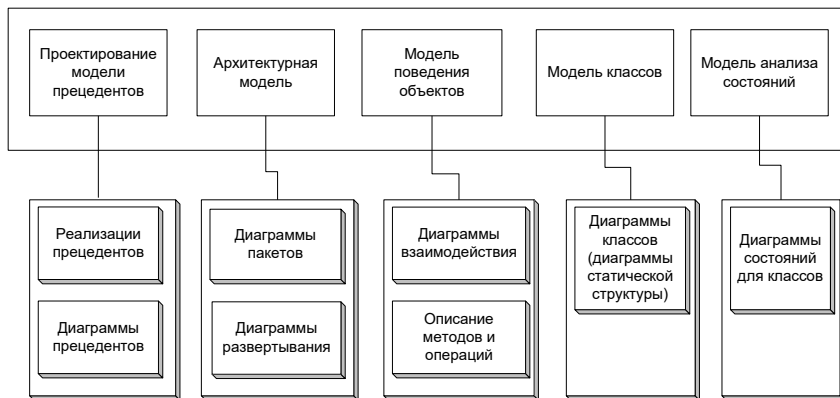 Проектирование
модели
прецедентов
Архитектурная
модель
Модель
поведения
объектов
Модель классов
Модель анализа
состояний
Реализации
прецедентов
Диаграммы
прецедентов
Диаграммы
пакетов
Диаграммы
развертывания
Диаграммы
взаимодействия
Описание
методов и
операций
Диаграммы
классов
(диаграммы
статической
структуры)
Диаграммы
состояний
для классов